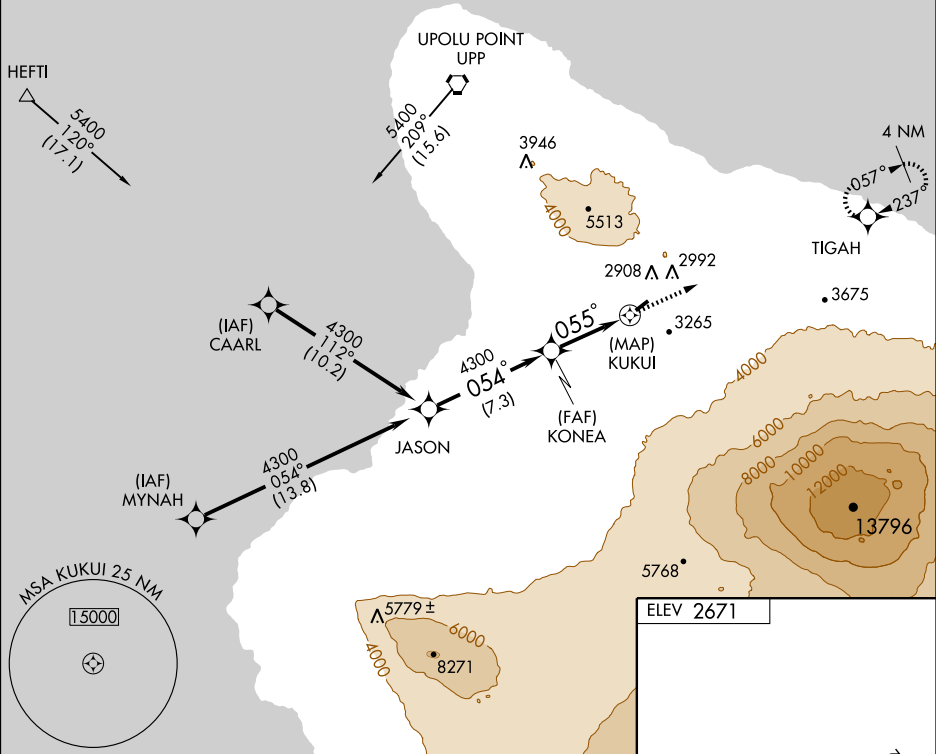 UPOLU POINT
UPP
HEFTI
5400
120°
(17.1)
5400
209°
(15.6)
3946
4 NM
057°
237°
TIGAH
4000
5513
2908
2992
3675
3265
(IAF)
CAARL
4300
112°
(10.2)
055°
(MAP)
KUKUI
4300
054°
(7.3)
(FAF)
KONEA
JASON
4000
6000
8000
10000
12000
13796
(IAF)
MYNAH
4300
054°
(13.8)
5768
MSA KUKUI 25 NM
15000
5779 ±
6000
4000
8271
ELEV 2671